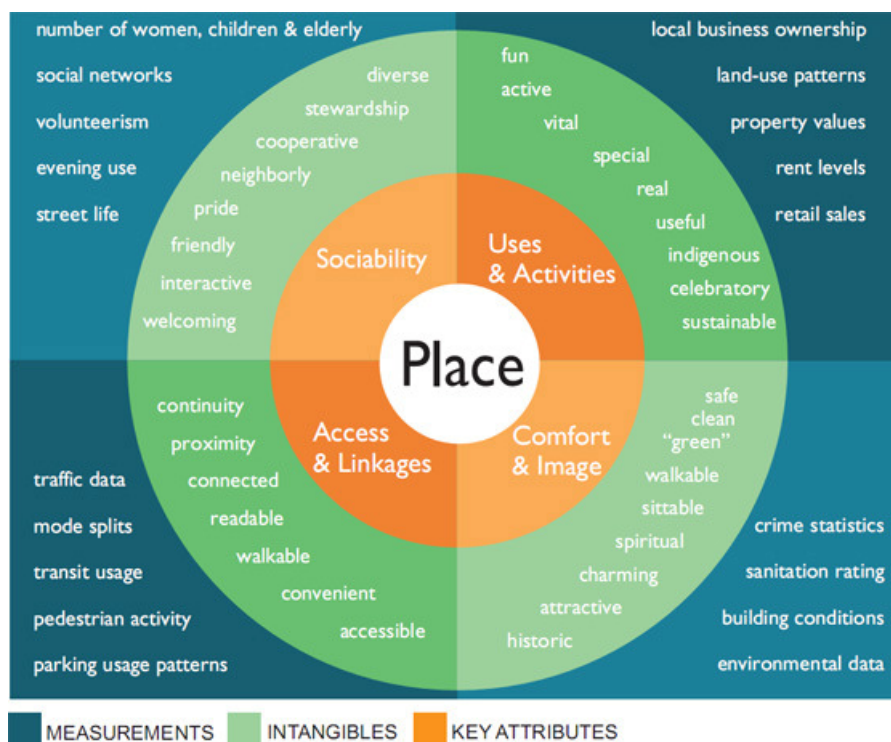 number of women, children & elderly
social networks
volunteerism
evening use
street life
diverse
stewardship
cooperative
neighborly
pride
friendly
interactive
welcoming
Sociability
fun
active
vital
special
real
useful
indigenous
celebratory
sustainable
Uses
& Activities
local business ownership
land-use patterns
property values
rent levels
retail sales
Place
continuity
proximity
connected
readable
walkable
convenient
accessible
Access
& Linkages
traffic data
mode splits
transit usage
pedestrian activity
parking usage patterns
Comfort
& Image
safe
clean
“green”
walkable
sittable
spiritual
charming
attractive
historic
crime statistics
sanitation rating
building conditions
environmental data
MEASUREMENTS
INTANGIBLES
KEY ATTRIBUTES